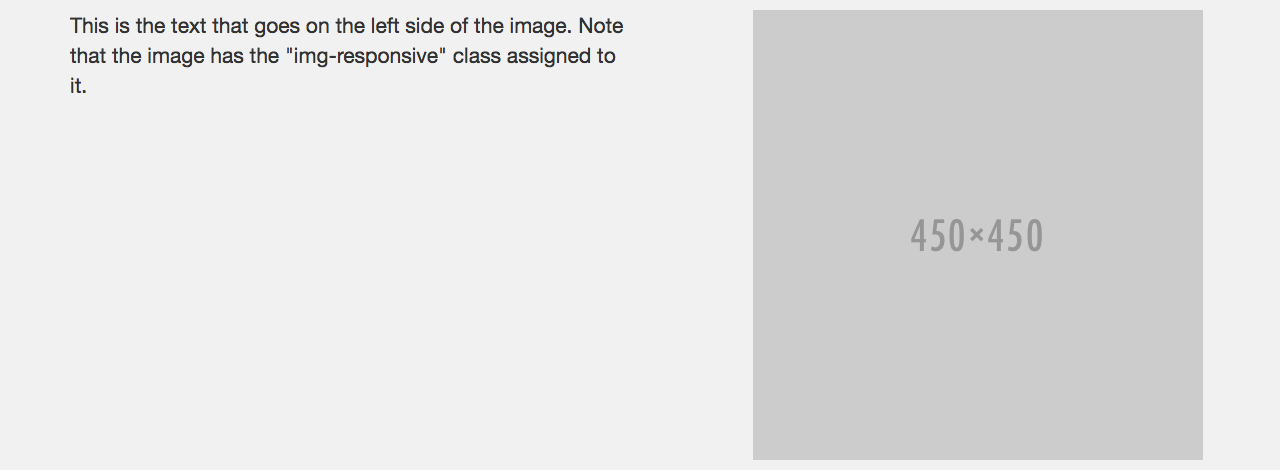 This is the text that goes on the left side of the image. Note
that the image has the "img-responsive" class assigned to
it.
450×450